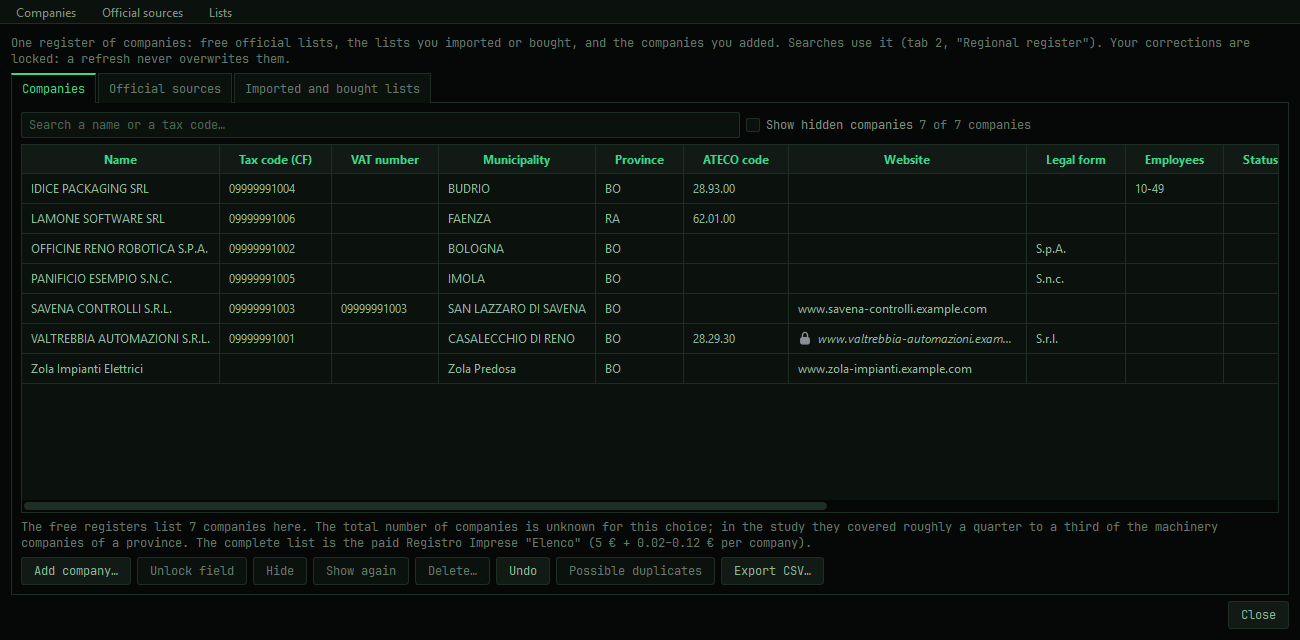 Companies Official sources Lists
One register of companies: free official lists, the lists you imported or bought, and the companies you added. Searches use it (tab 2, "Regional register"). Your corrections are
locked: a refresh never overwrites them.
Companies Official sources Imported and bought lists
Search a name or a tax code… Show hidden companies 7 of 7 companies
Name Tax code (CF) VAT number Municipality Province ATECO code Website Legal form Employees Status
IDICE PACKAGING SRL 09999991004 BUDRIO BO 28.93.00 10-49
LAMONE SOFTWARE SRL 09999991006 FAENZA RA 62.01.00
OFFICINE RENO ROBOTICA S.P.A. 09999991002 BOLOGNA BO S.p.A.
PANIFICIO ESEMPIO S.N.C. 09999991005 IMOLA BO S.n.c.
SAVENA CONTROLLI S.R.L. 09999991003 09999991003 SAN LAZZARO DI SAVENA BO www.savena-controlli.example.com
VALTREBBIA AUTOMAZIONI S.R.L. 09999991001 CASALECCHIO DI RENO BO 28.29.30 www.valtrebbia-automazioni.exam... S.r.l.
Zola Impianti Elettrici Zola Predosa BO www.zola-impianti.example.com
The free registers list 7 companies here. The total number of companies is unknown for this choice; in the study they covered roughly a quarter to a third of the machinery
companies of a province. The complete list is the paid Registro Imprese "Elenco" (5 € + 0.02–0.12 € per company).
Add company… Unlock field Hide Show again Delete… Undo Possible duplicates Export CSV…
Close